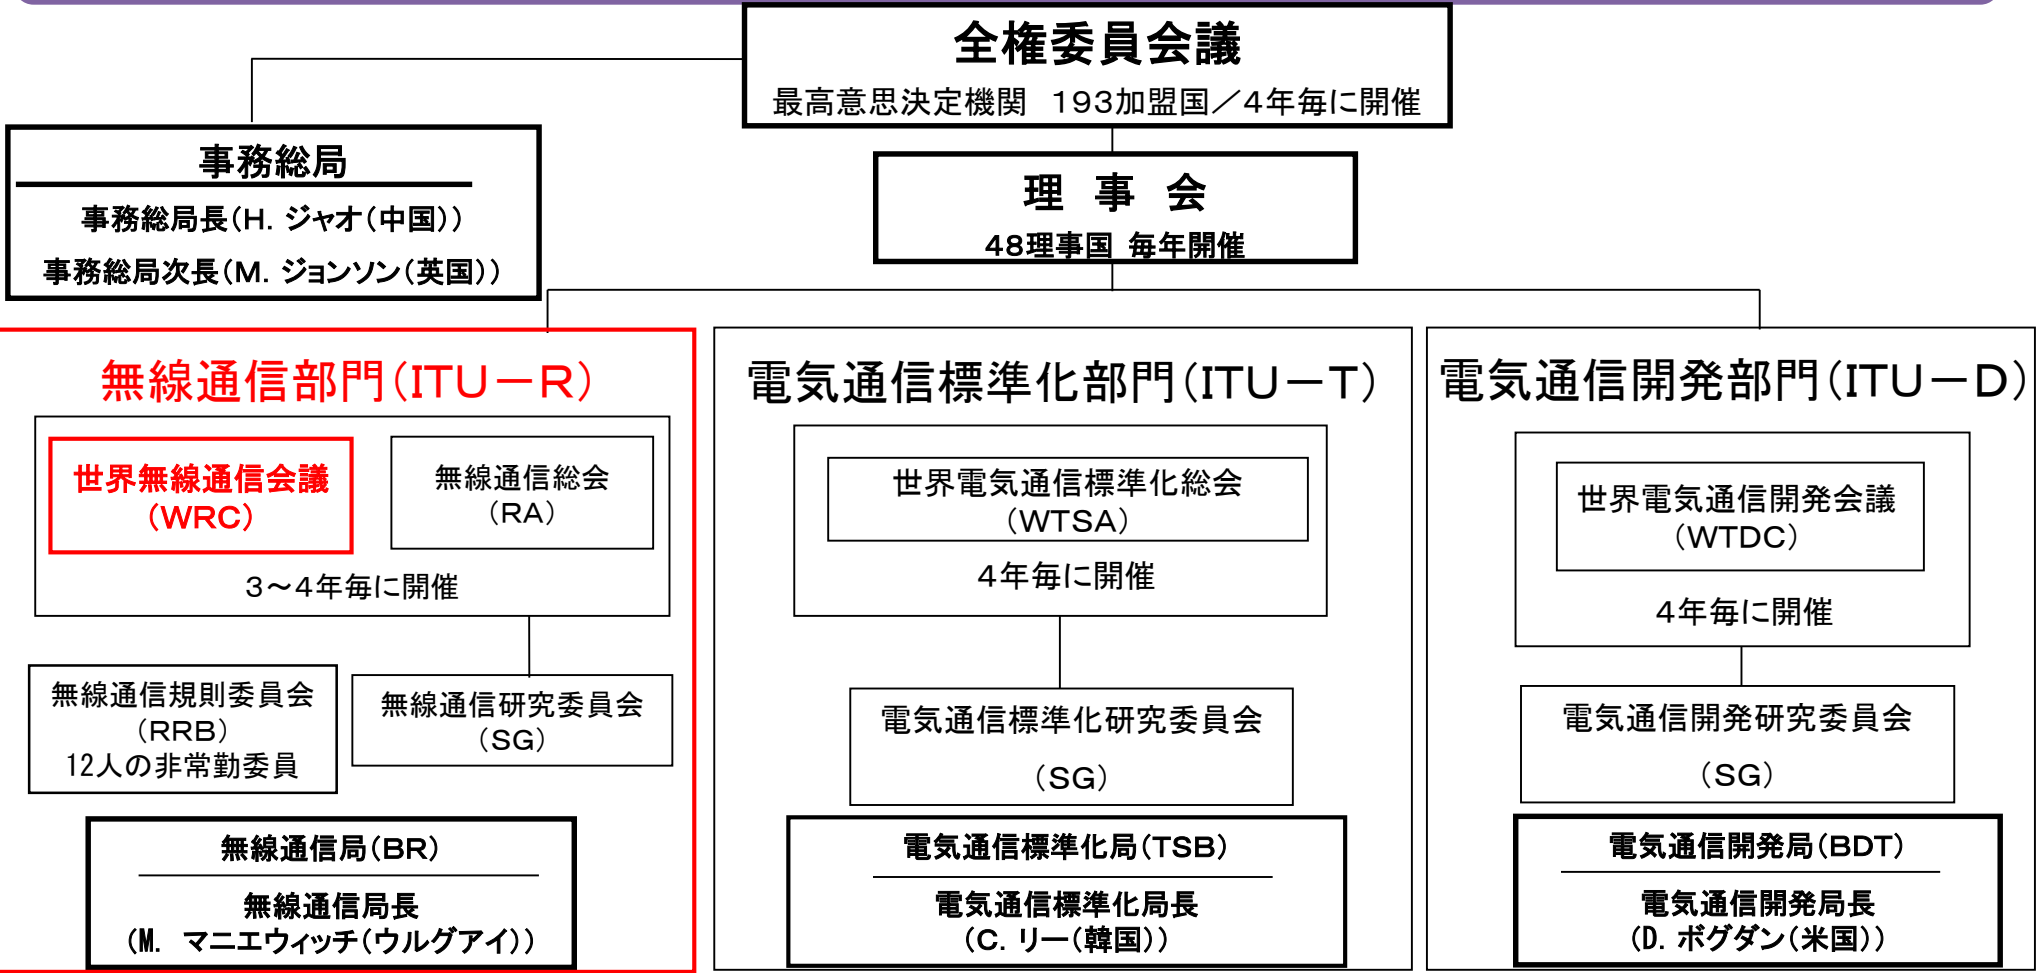 全権委員会議
最高意思決定機関　193加盟国／4年毎に開催
事務総局
事務総局長(H. ジャオ(中国))
事務総局次長(M. ジョンソン(英国))
理　事　会
48理事国 毎年開催
無線通信部門(ITU－R)
世界無線通信会議
(WRC)
無線通信総会
(RA)
3～4年毎に開催
無線通信規則委員会
(RRB)
12人の非常勤委員
無線通信研究委員会
(SG)
無線通信局(BR)
無線通信局長
(M.　マニエウィッチ(ウルグアイ))
電気通信標準化部門(ITU－T)
世界電気通信標準化総会
(WTSA)
4年毎に開催
電気通信標準化研究委員会
(SG)
電気通信標準化局(TSB)
電気通信標準化局長
(C. リー(韓国))
電気通信開発部門(ITU－D)
世界電気通信開発会議
(WTDC)
4年毎に開催
電気通信開発研究委員会
(SG)
電気通信開発局(BDT)
電気通信開発局長
(D. ボグダン(米国))